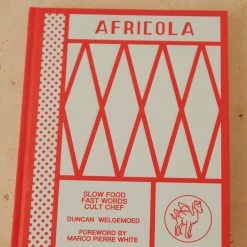 AFRICOLA
SLOW FOOD
FAST WORDS
CULT CHEF
DUNCAN WELGEMOED
FOREWORD BY
MARCO PIERRE WHITE